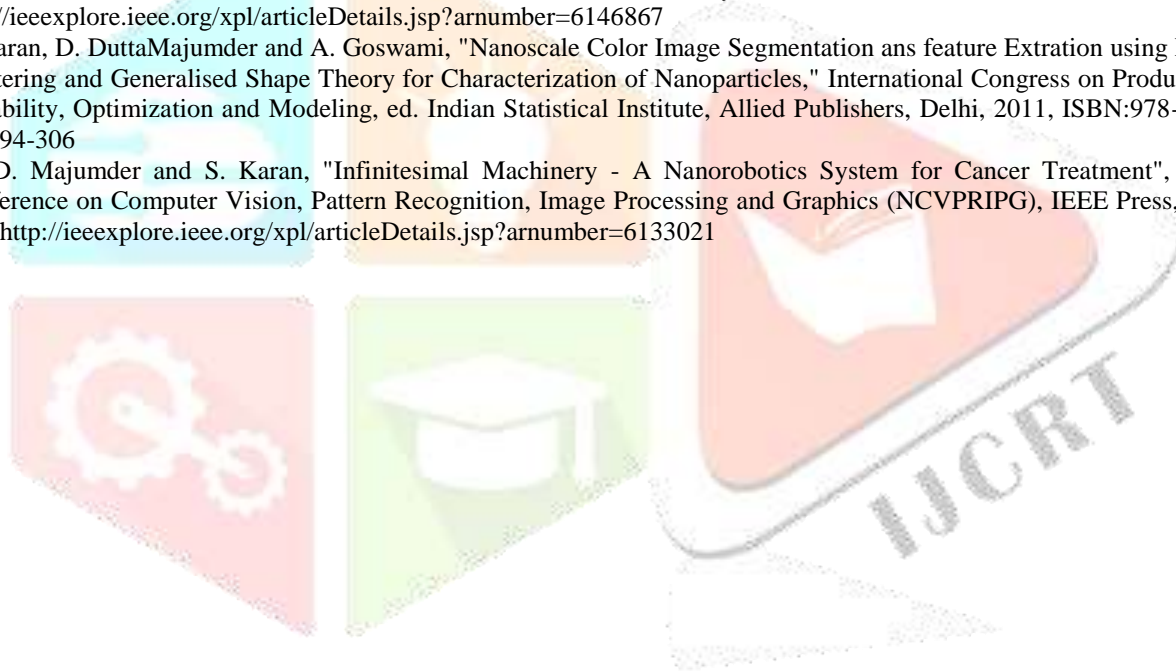 //ieeexplore.ieee.org/xpl/articleDetails.jsp?arnumber=6146867
aran, D. DuttaMajumder and A. Goswami, "Nanoscale Color Image Segmentation ans feature Extration using
tering and Generalised Shape Theory for Characterization of Nanoparticles," International Congress on Produ
bility, Optimization and Modeling, ed. Indian Statistical Institute, Allied Publishers, Delhi, 2011, ISBN:978-
94-306
D. Majumder and S. Karan, "Infinitesimal Machinery - A Nanorobotics System for Cancer Treatment",
erence on Computer Vision, Pattern Recognition, Image Processing and Graphics (NCVPRIPG), IEEE Press,
http://ieeexplore.ieee.org/xpl/articleDetails.jsp?arnumber=6133021
IJCRT